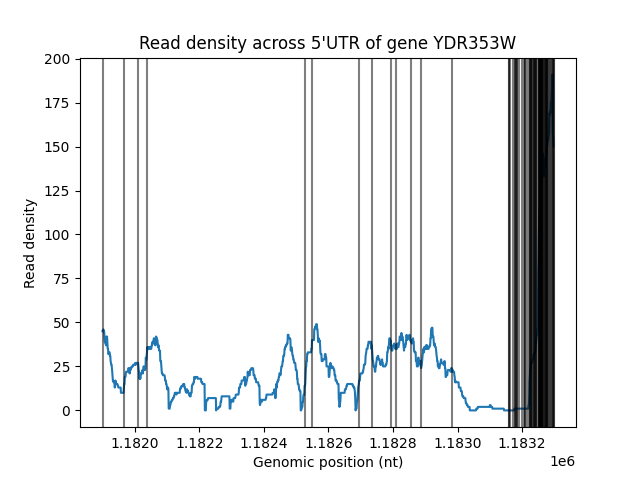 Read density across 5'UTR of gene YDR353W
Read density
200
175
150
125
100
75
50
25
0
1.1820 1.1822 1.1824 1.1826 1.1828 1.1830 1.1832
1e6
Genomic position (nt)